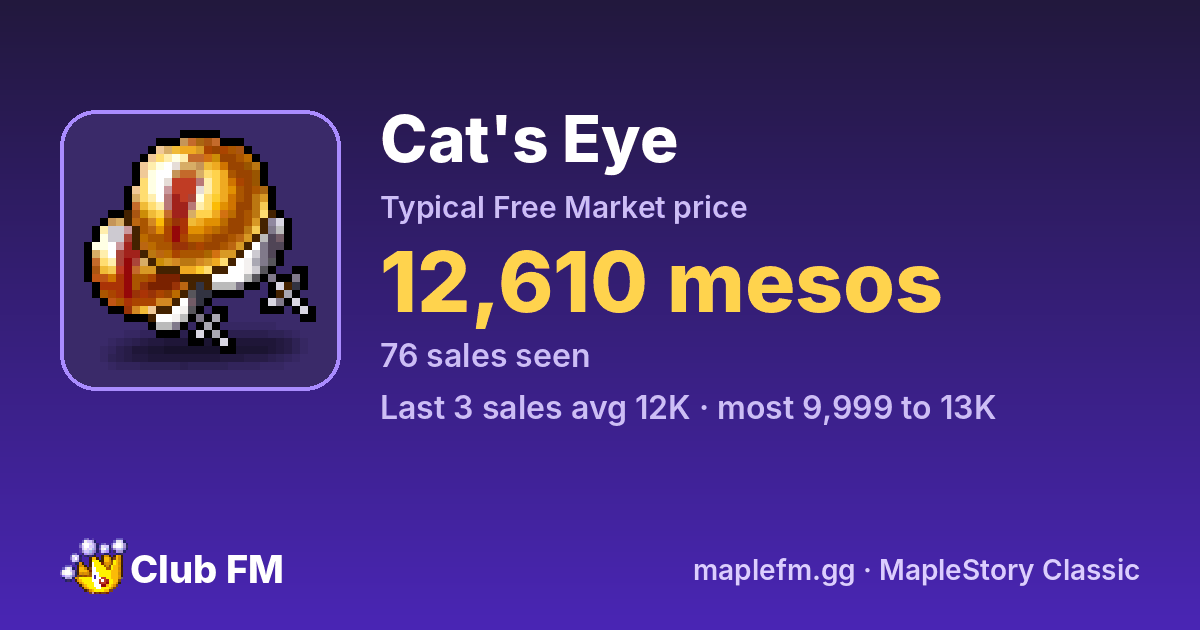 Cat's Eye
Typical Free Market price
12,610 mesos
76 sales seen
Last 3 sales avg 12K · most 9,999 to 13K
Club FM
maplefm.gg · MapleStory Classic